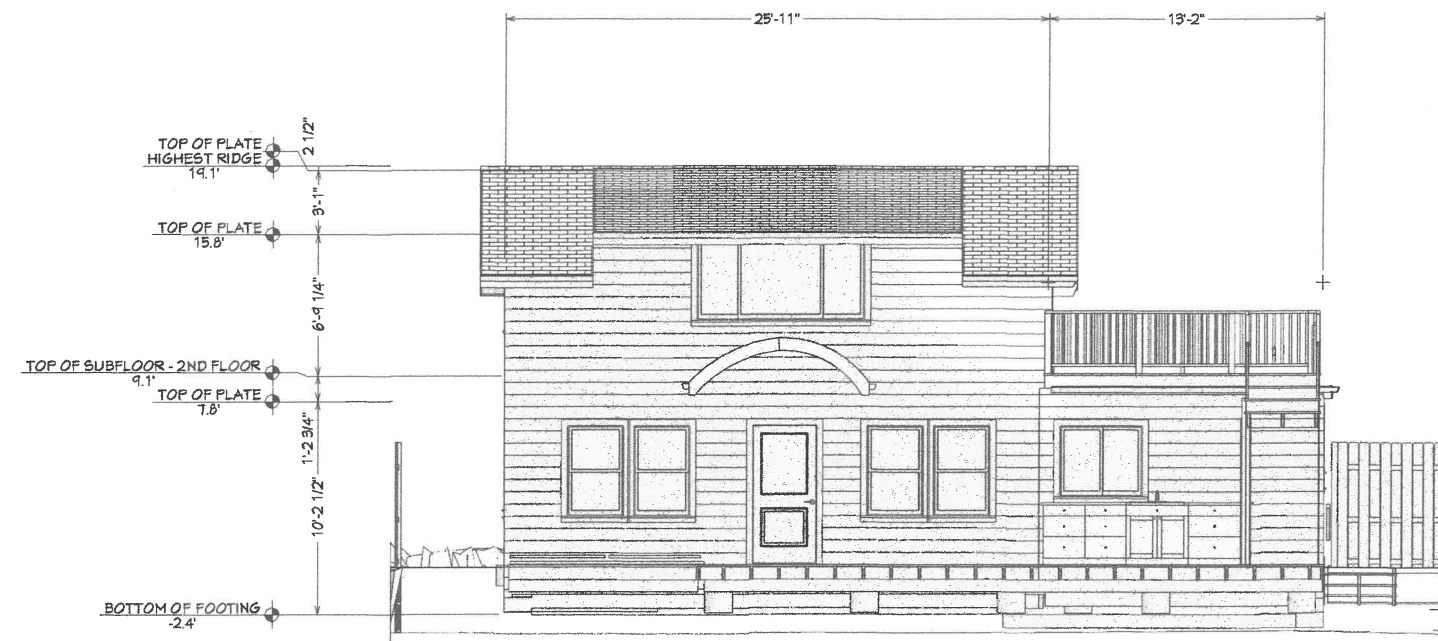 25'-11"
13'-2"
TOP OF PLATE
2 1/2"
HIGHEST RIDGE
19.1'
3'-1"
TOP OF PLATE
15.8'
6'-9 1/4"
TOP OF SUBFLOOR - 2ND FLOOR
9.1'
TOP OF PLATE
7.8'
1'-2 3/4"
10'-2 1/2"
BOTTOM OF FOOTING
-2.4'